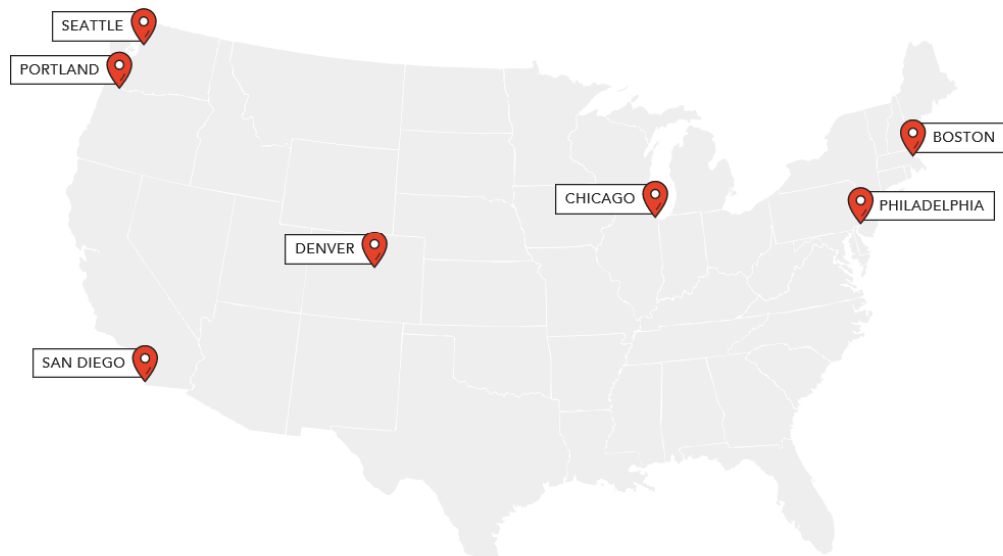 SEATTLE
PORTLAND
BOSTON
CHICAGO
PHILADELPHIA
DENVER
SAN DIEGO